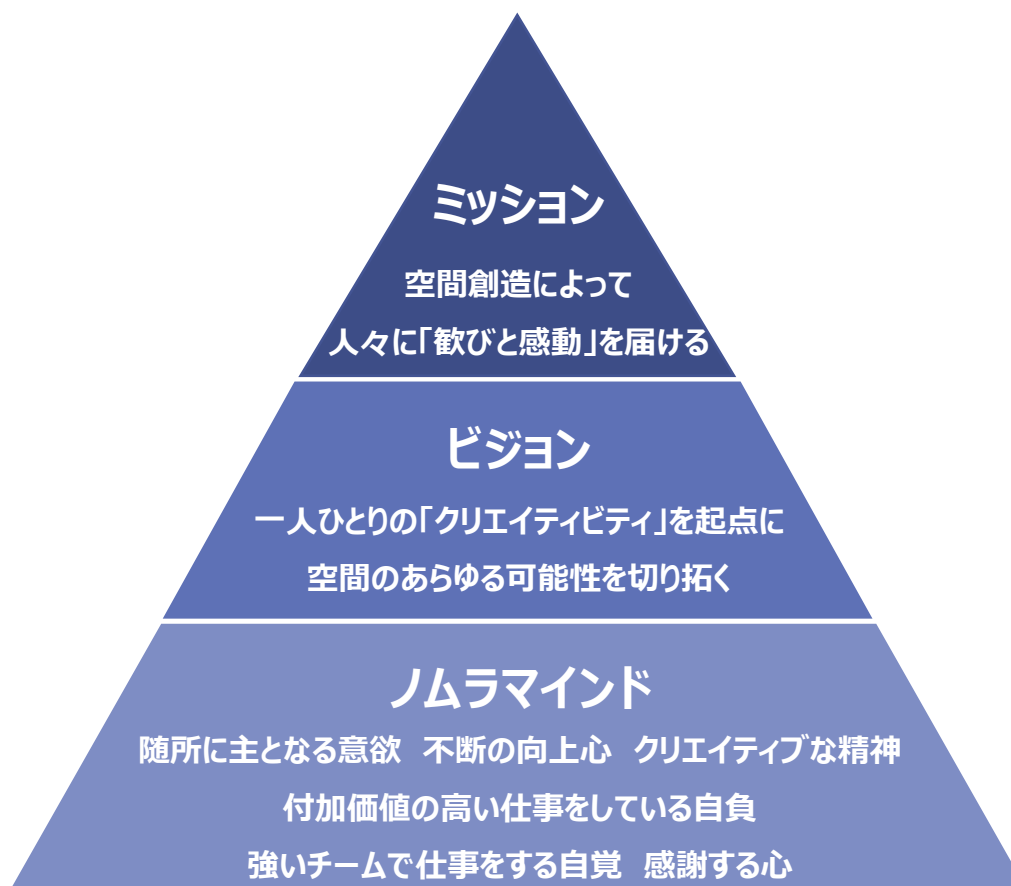 ミッション
空間創造によって
人々に「歓びと感動」を届ける
ビジョン
一人ひとりの「クリエイティビティ」を起点に
空間のあらゆる可能性を切り拓く
ノムラマインド
随所に主となる意欲　不断の向上心　クリエイティブな精神
付加価値の高い仕事をしている自負
強いチームで仕事をする自覚　感謝する心